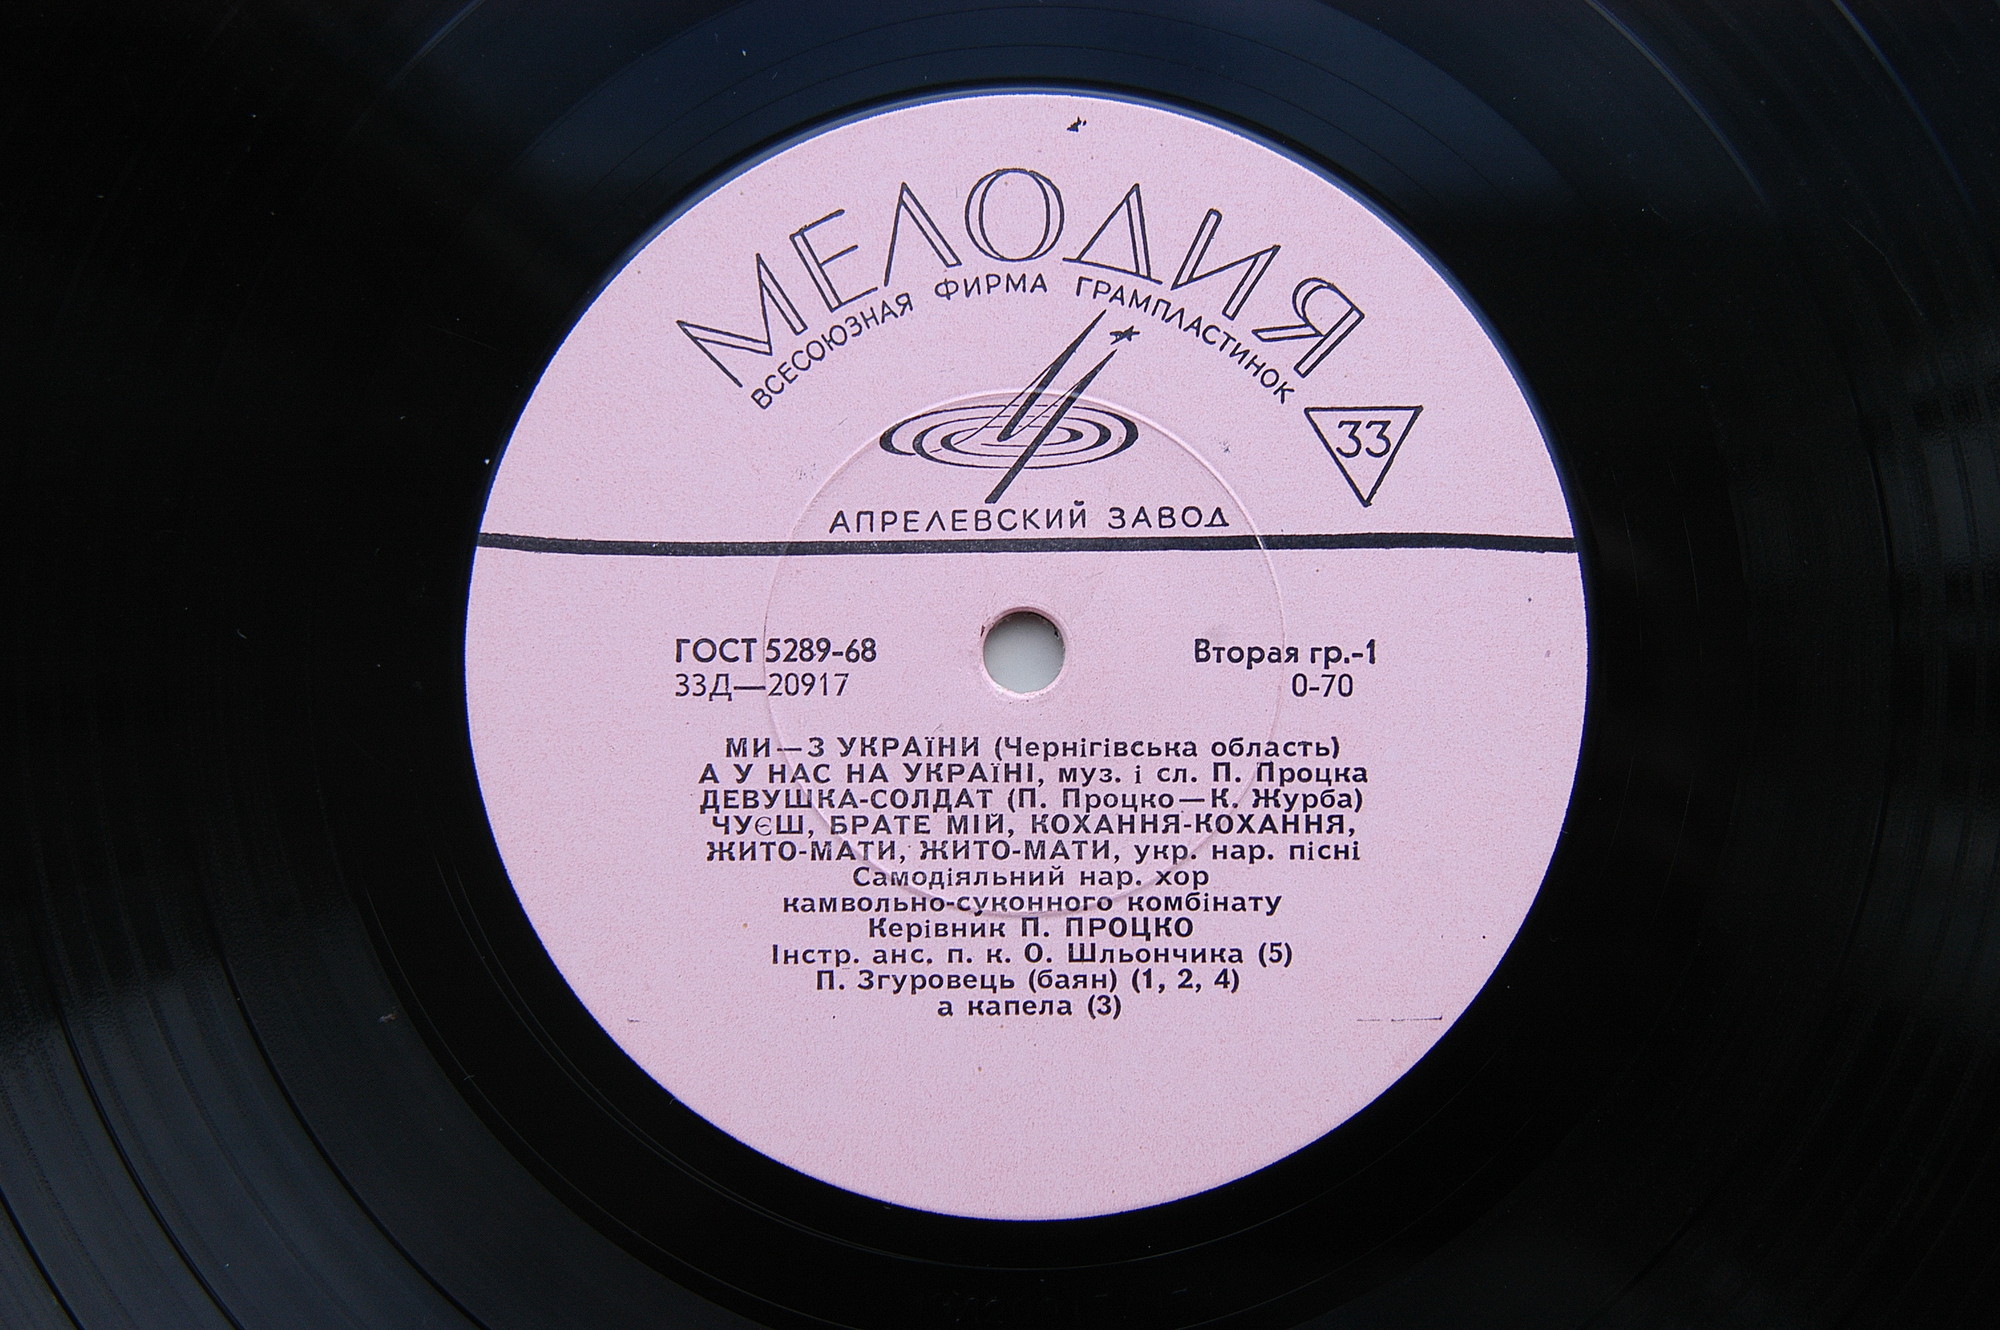 МЕЛОДИЯ
ВСЕСОЮЗНАЯ ФИРМА ГРАМПЛАСТИНОК
33
АПРЕЛЕВСКИЙ ЗАВОД
ГОСТ 5289-68
Вторая гр.-1
33Д—20917
0-70
МИ—З УКРАЇНИ (Чернігівська область)
А У НАС НА УКРАЇНІ, муз. і сл. П. Процка
ДЕВУШКА-СОЛДАТ (П. Процко—К. Журба)
ЧУЄШ, БРАТЕ МІЙ, КОХАННЯ-КОХАННЯ,
ЖИТО-МАТИ, ЖИТО-МАТИ, укр. нар. пісні
Самодіяльний нар. хор
камвольно-суконного комбінату
Керівник П. ПРОЦКО
Інстр. анс. п. к. О. Шльончика (5)
П. Згуровець (баян) (1, 2, 4)
а капела (3)